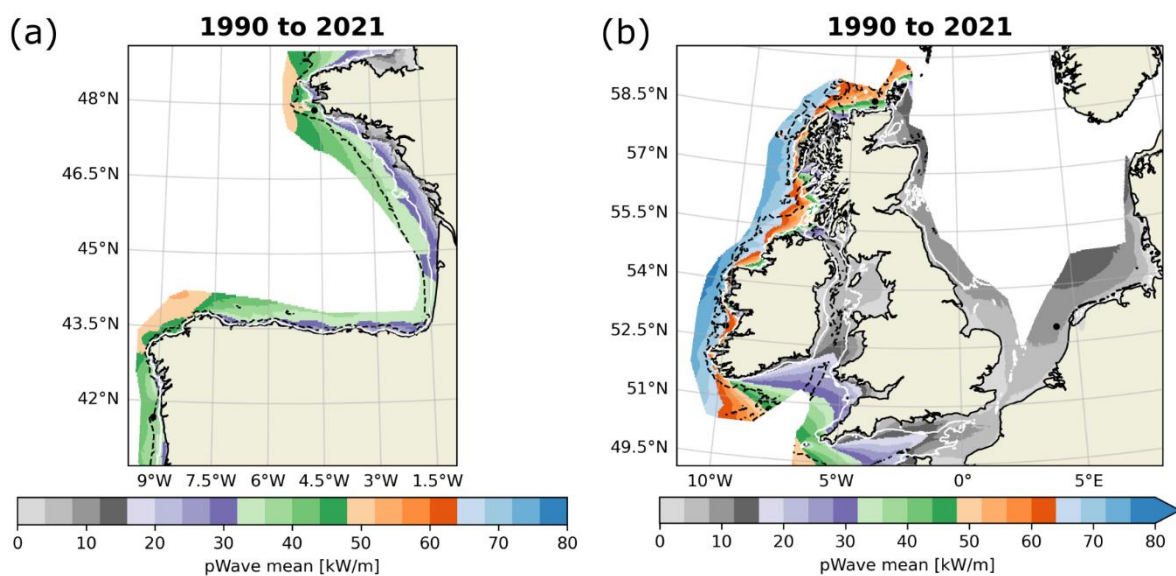 (a)
1990 to 2021
48°N
46.5°N
45°N
43.5°N
42°N
9°W 7.5°W 6°W 4.5°W 3°W 1.5°W
0 10 20 30 40 50 60 70 80
pWave mean [kW/m]
(b)
1990 to 2021
58.5°N
57°N
55.5°N
54°N
52.5°N
51°N
49.5°N
10°W 5°W 0° 5°E
0 10 20 30 40 50 60 70 80
pWave mean [kW/m]